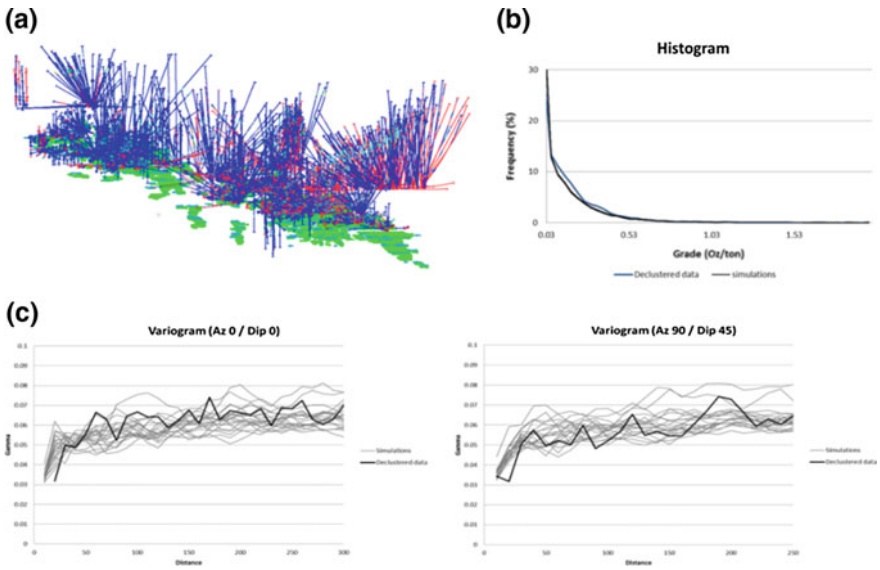 (a)
(b)
Histogram
Frequency (%)
30
20
10
0
0.03 0.53 1.03 1.53
Grade (Oz/ton)
Declustered data simulations
(c)
Variogram (Az 0 / Dip 0)
Gamma
0.1
0.09
0.08
0.07
0.06
0.05
0.04
0.03
0.02
0.01
0
0 50 100 150 200 250 300
Distance
Simulations
Declustered data
Variogram (Az 90 / Dip 45)
Gamma
0.1
0.09
0.08
0.07
0.06
0.05
0.04
0.03
0.02
0.01
0
0 50 100 150 200 250
Distance
Simulations
Declustered data